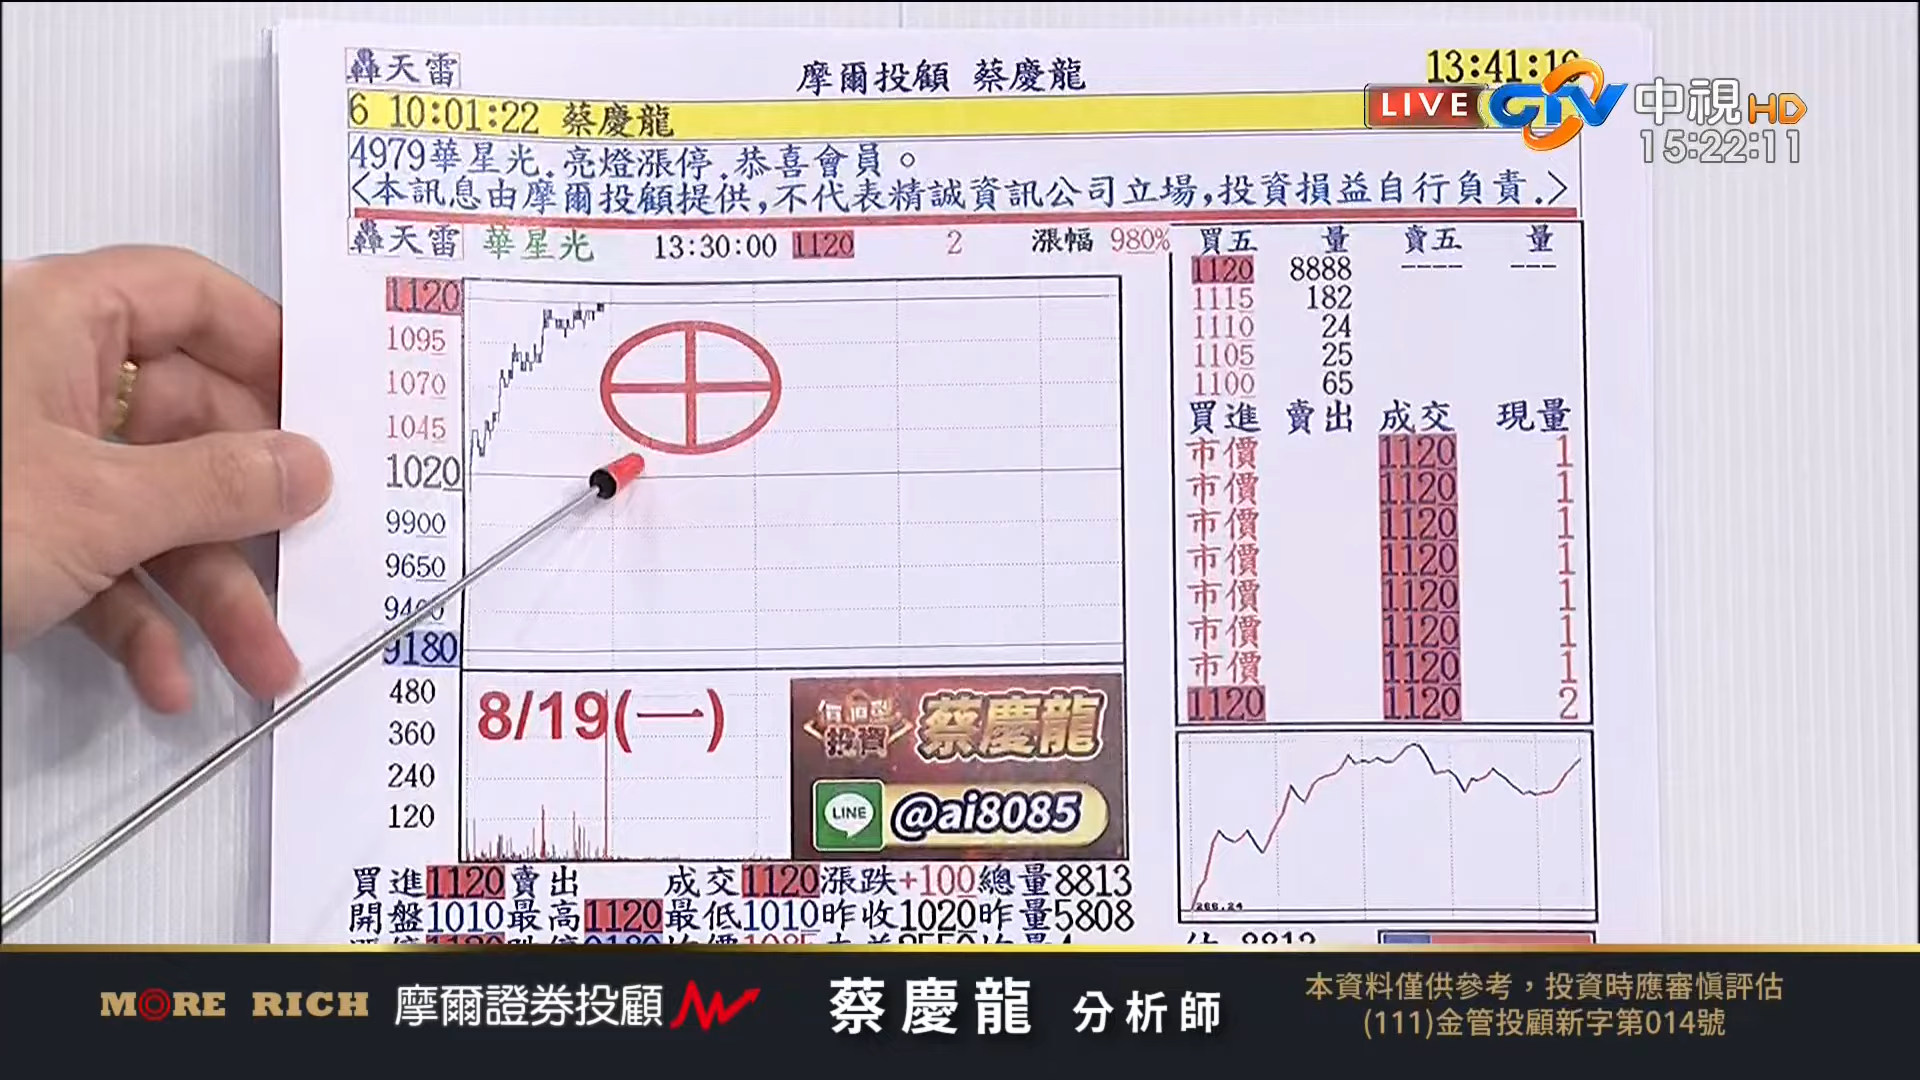 轟天雷
摩爾投顧 蔡慶龍
13:41:1
LIVE CTV 中視HD
15:22:11
6 10:01:22 蔡慶龍
4979華星光.亮燈漲停.恭喜會員。
<本訊息由摩爾投顧提供,不代表精誠資訊公司立場,投資損益自行負責.>
轟天雷 華星光 13:30:00 1120 2 漲幅 980%
買五 量 賣五 量
1120 8888 ---- ---
1115 182
1110 24
1105 25
1100 65
買進 賣出 成交 現量
市價 1120 1
市價 1120 1
市價 1120 1
市價 1120 1
市價 1120 1
市價 1120 1
市價 1120 1
1120 1120 2
1120
1095
1070
1045
1020
9900
9650
9400
9180
480
360
240
120
8/19(一)
投資 蔡慶龍
LINE @ai8085
266.24
買進1120賣出 成交1120漲跌+100總量8813
開盤1010最高1120最低1010昨收1020昨量5808
MORE RICH 摩爾證券投顧
蔡慶龍 分析師
本資料僅供參考，投資時應審慎評估
(111)金管投顧新字第014號